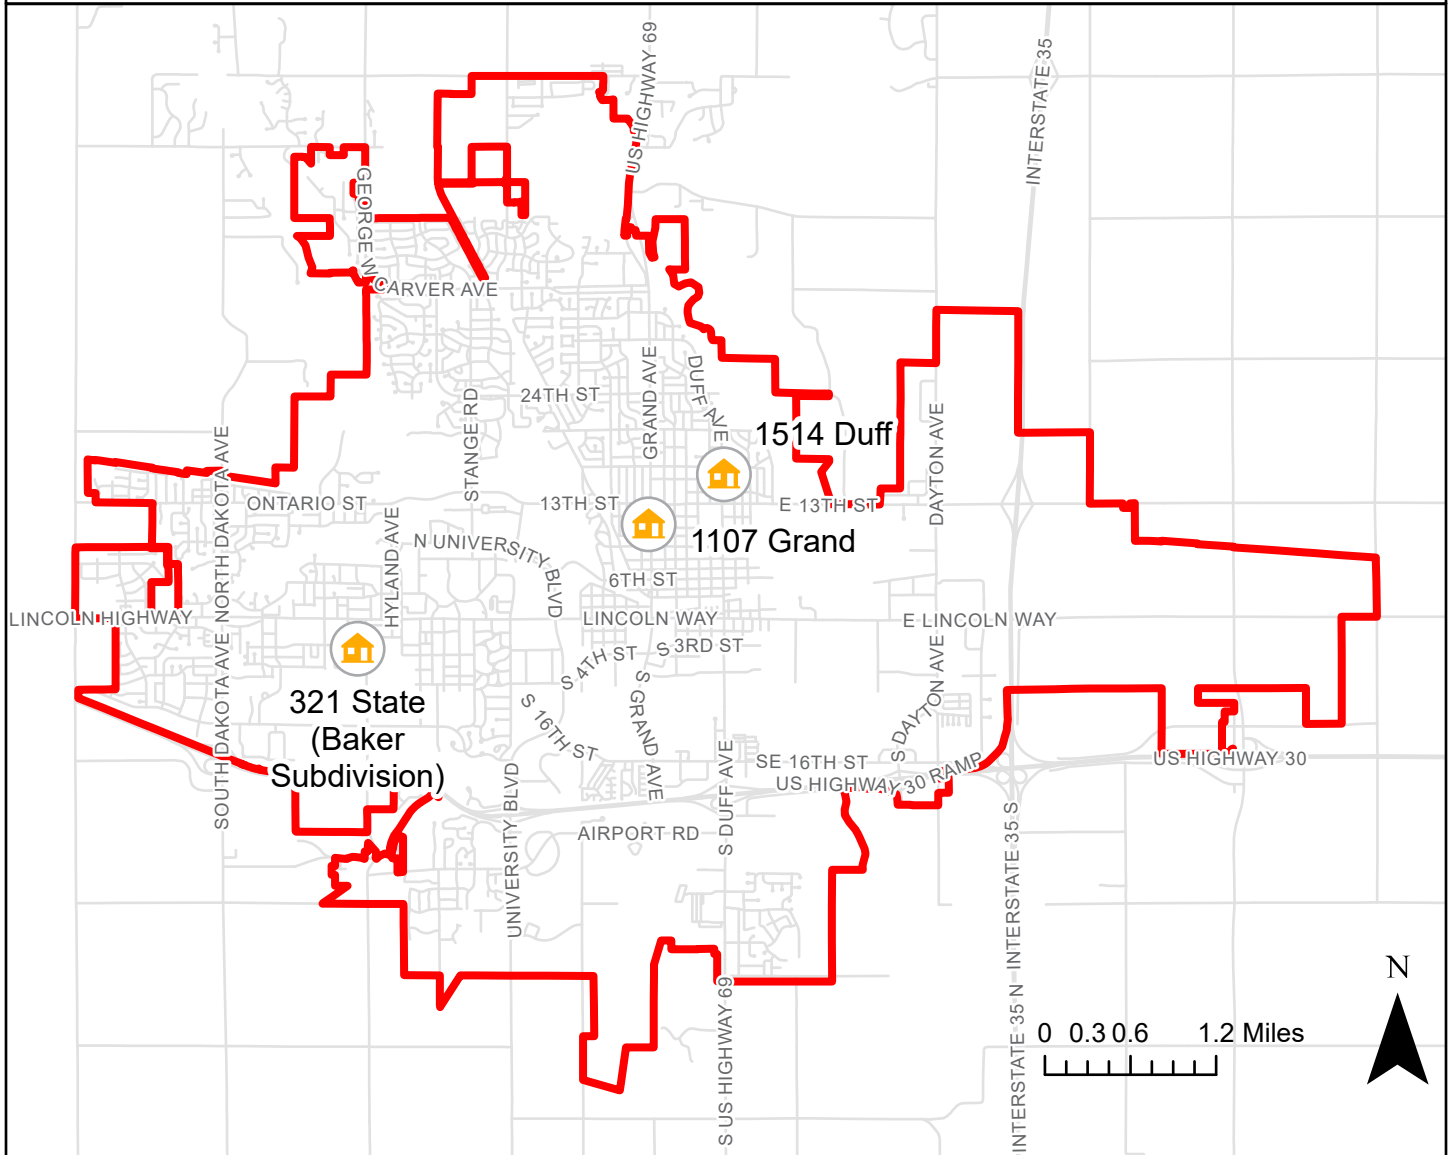 US HIGHWAY 69
INTERSTATE 35
GEORGE W
CARVER AVE
24TH ST
GRAND AVE
DUFF AVE
STANGE RD
1514 Duff
DAYTON AVE
NORTH DAKOTA AVE
ONTARIO ST
13TH ST
E 13TH ST
HYLAND AVE
N UNIVERSITY BLVD
1107 Grand
6TH ST
LINCOLN HIGHWAY
LINCOLN WAY
E LINCOLN WAY
S 4TH ST
S 3RD ST
SOUTH DAKOTA AVE
321 State
(Baker
Subdivision)
S 16TH ST
S GRAND AVE
S DAYTON AVE
SE 16TH ST
US HIGHWAY 30 RAMP
US HIGHWAY 30
S DUFF AVE
UNIVERSITY BLVD
AIRPORT RD
INTERSTATE 35 S
INTERSTATE 35 N
S US HIGHWAY 69
N
0 0.3 0.6 1.2 Miles